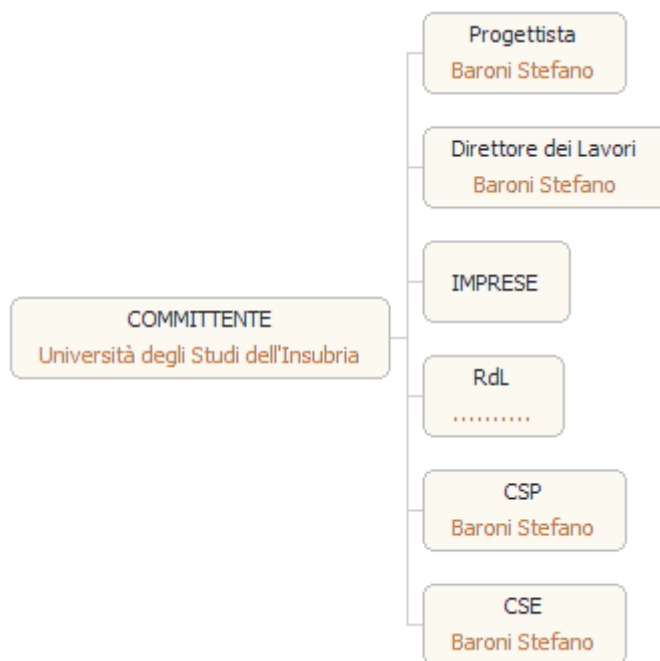 Progettista
Baroni Stefano
Direttore dei Lavori
Baroni Stefano
IMPRESE
COMMITTENTE
Università degli Studi dell'Insubria
RdL
..........
CSP
Baroni Stefano
CSE
Baroni Stefano